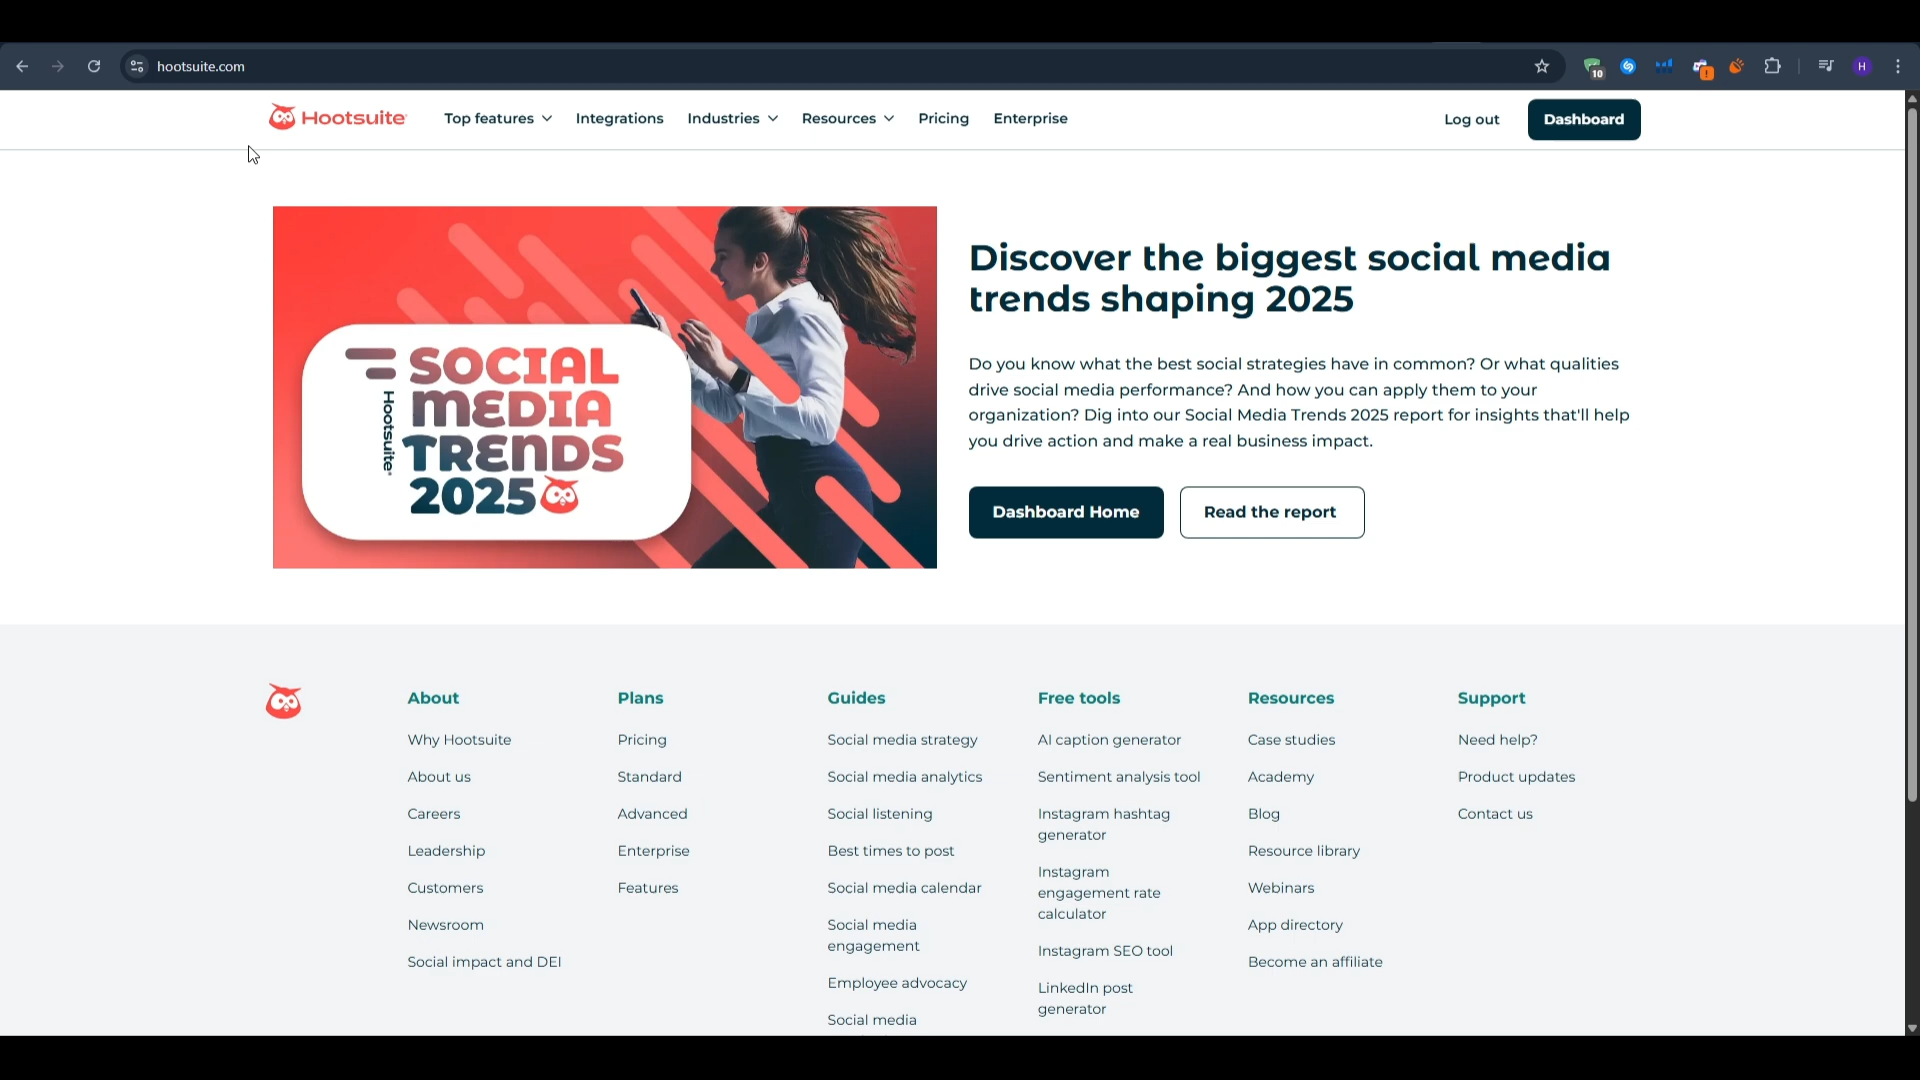 hootsuite.com
10
H
Hootsuite
Top features
Integrations
Industries
Resources
Pricing
Enterprise
Log out
Dashboard
Hootsuite
SOCIAL
MEDIA
TRENDS
2025
Discover the biggest social media
trends shaping 2025
Do you know what the best social strategies have in common? Or what qualities
drive social media performance? And how you can apply them to your
organization? Dig into our Social Media Trends 2025 report for insights that'll help
you drive action and make a real business impact.
Dashboard Home
Read the report
About
Why Hootsuite
About us
Careers
Leadership
Customers
Newsroom
Social impact and DEI
Plans
Pricing
Standard
Advanced
Enterprise
Features
Guides
Social media strategy
Social media analytics
Social listening
Best times to post
Social media calendar
Social media
engagement
Employee advocacy
Social media
Free tools
AI caption generator
Sentiment analysis tool
Instagram hashtag
generator
Instagram
engagement rate
calculator
Instagram SEO tool
LinkedIn post
generator
Resources
Case studies
Academy
Blog
Resource library
Webinars
App directory
Become an affiliate
Support
Need help?
Product updates
Contact us